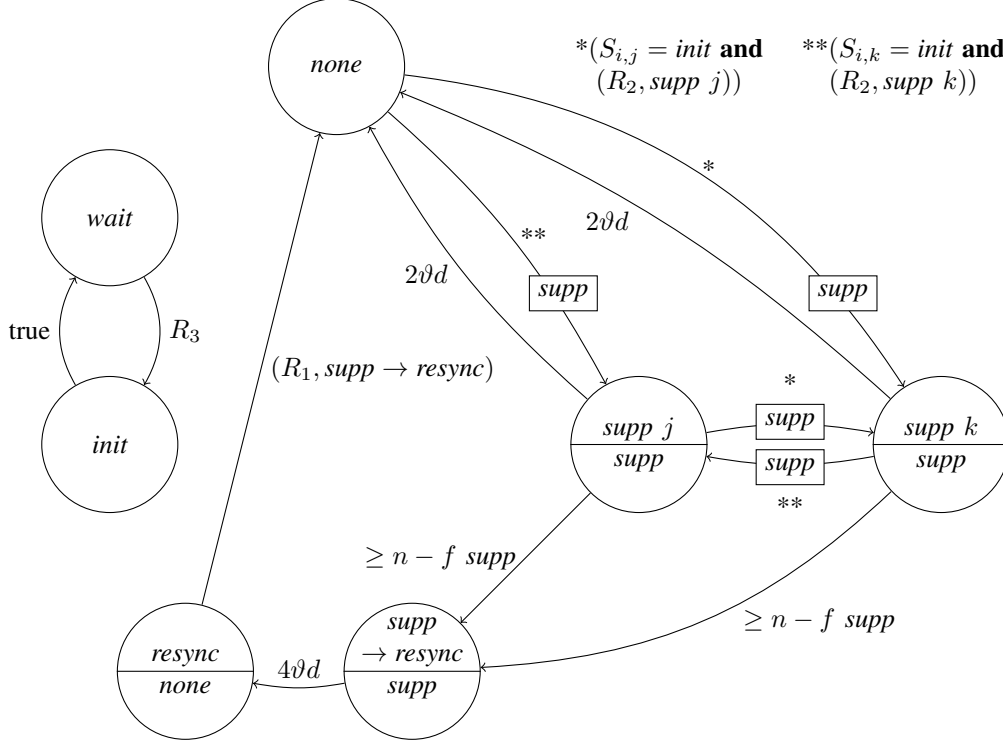 *($S_{i,j}$ = init and
($R_2$, supp j))
**($S_{i,k}$ = init and
($R_2$, supp k))
none
*
wait
2ϑd
**
2ϑd
supp
supp
true
$R_3$
($R_1$, supp → resync)
*
supp
supp j
supp
supp k
supp
init
supp
**
≥ n − f supp
≥ n − f supp
supp
→ resync
supp
resync
none
4ϑd